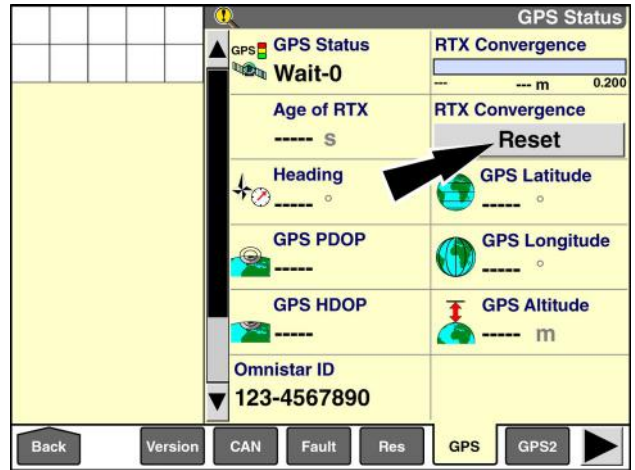 GPS Status
GPS
GPS Status
Wait-0
RTX Convergence
---
--- m
0.200
Age of RTX
----- s
RTX Convergence
Reset
Heading
----- °
GPS Latitude
----- °
GPS PDOP
-----
GPS Longitude
----- °
GPS HDOP
-----
GPS Altitude
----- m
Omnistar ID
123-4567890
Back
Version
CAN
Fault
Res
GPS
GPS2